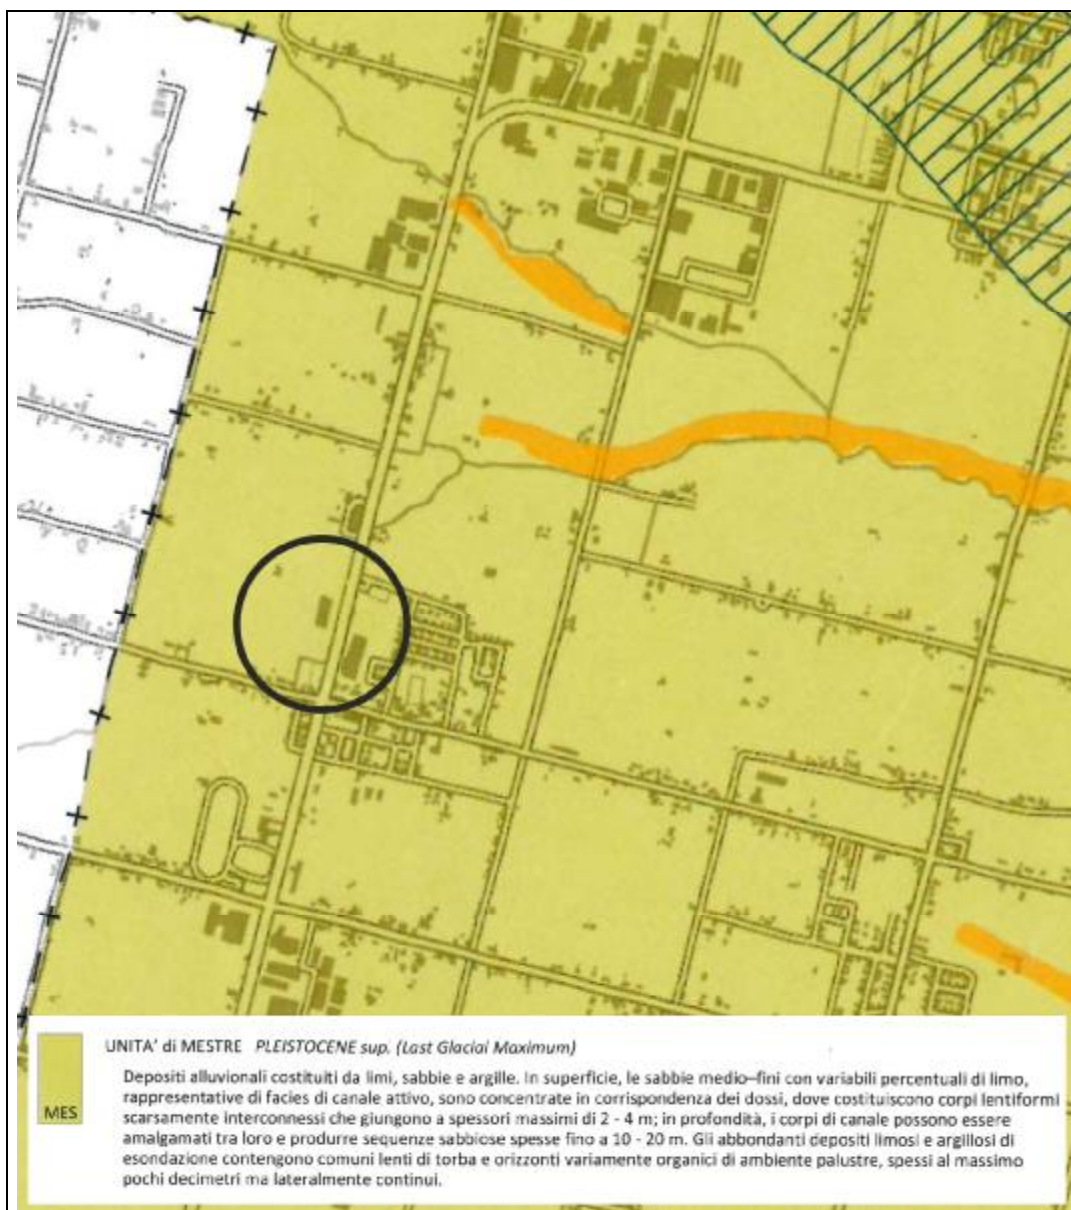 UNITA' di MESTRE PLEISTOCENE sup. (Last Glacial Maximum)
Depositi alluvionali costituiti da limi, sabbie e argille. In superficie, le sabbie medio–fini con variabili percentuali di limo,
rappresentative di facies di canale attivo, sono concentrate in corrispondenza dei dossi, dove costituiscono corpi lentiformi
scarsamente interconnessi che giungono a spessori massimi di 2 - 4 m; in profondità, i corpi di canale possono essere
MES
amalgamati tra loro e produrre sequenze sabbiose spesse fino a 10 - 20 m. Gli abbondanti depositi limosi e argillosi di
esondazione contengono comuni lenti di torba e orizzonti variamente organici di ambiente palustre, spessi al massimo
pochi decimetri ma lateralmente continui.